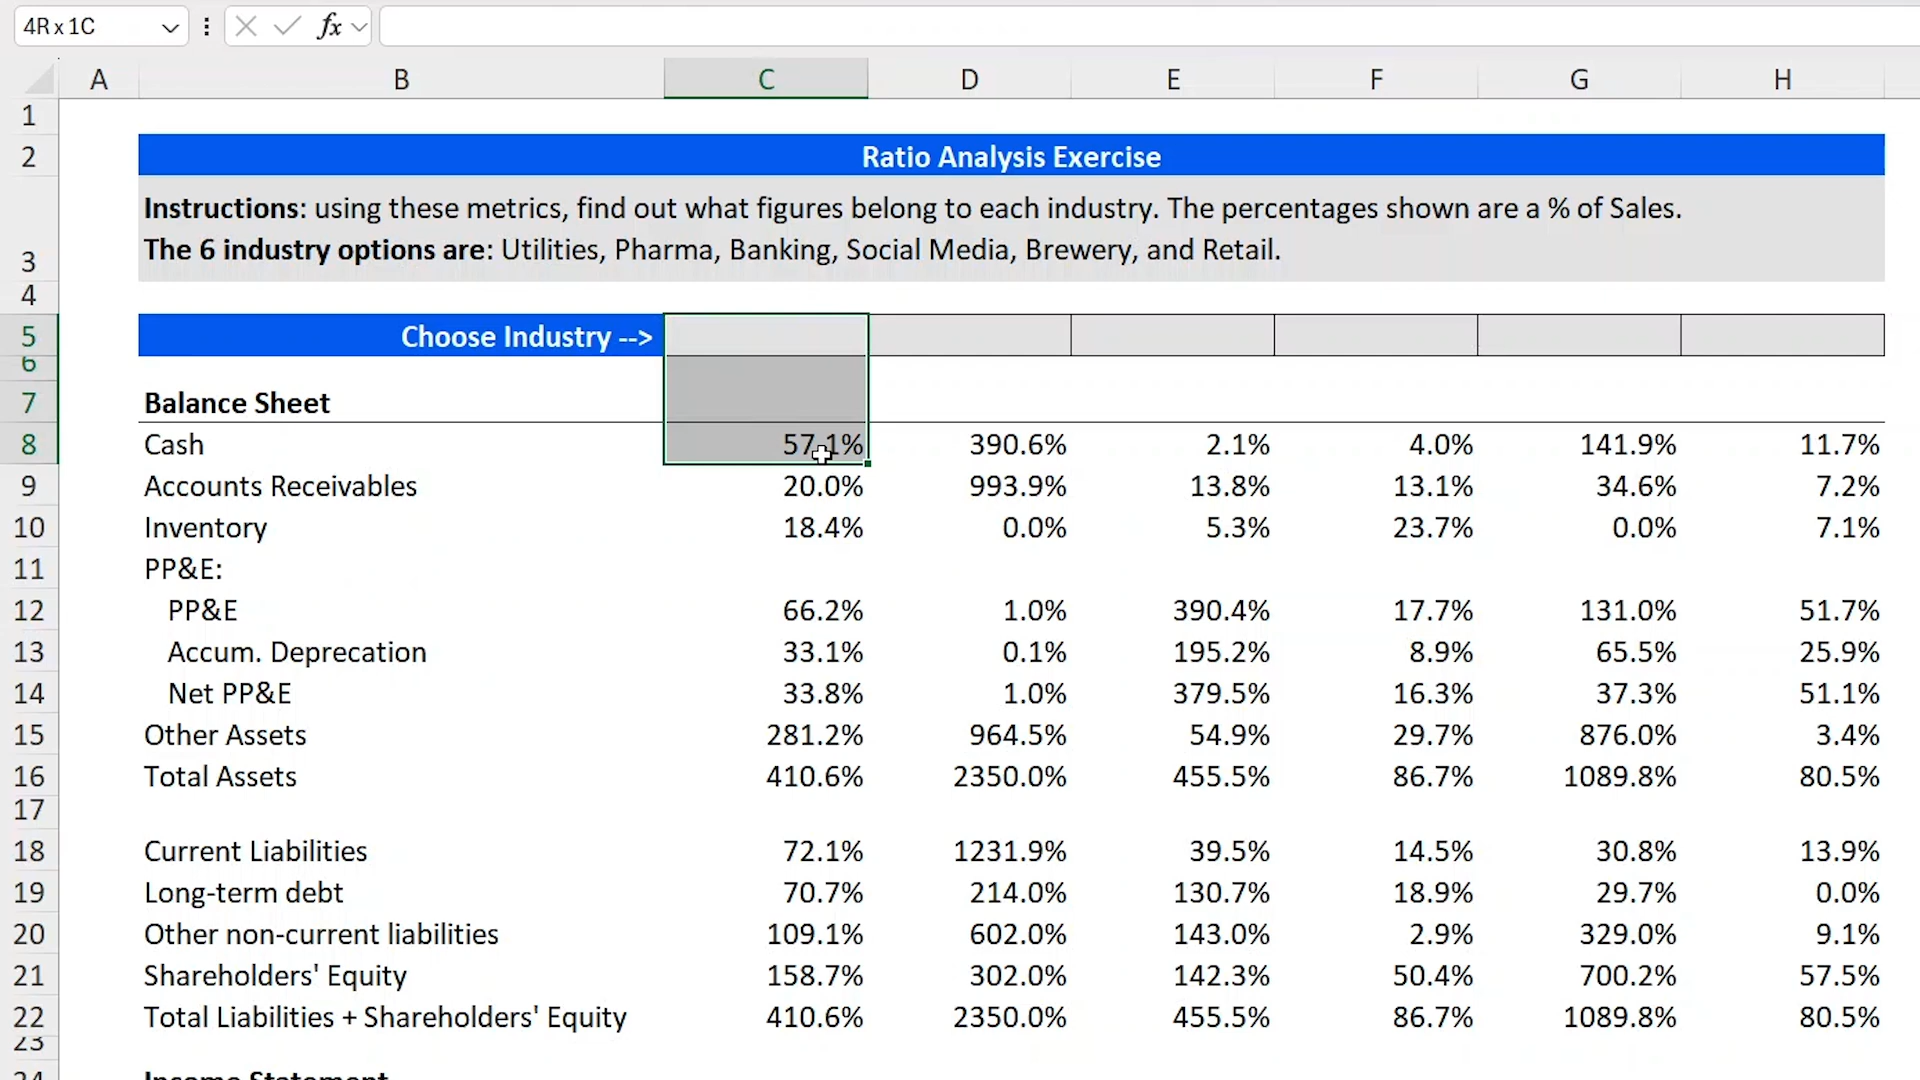 4R x 1C fx
A B C D E F G H
1
2 Ratio Analysis Exercise
Instructions: using these metrics, find out what figures belong to each industry. The percentages shown are a % of Sales.
3 The 6 industry options are: Utilities, Pharma, Banking, Social Media, Brewery, and Retail.
4
5 Choose Industry -->
6
7 Balance Sheet
8 Cash 57.1% 390.6% 2.1% 4.0% 141.9% 11.7%
9 Accounts Receivables 20.0% 993.9% 13.8% 13.1% 34.6% 7.2%
10 Inventory 18.4% 0.0% 5.3% 23.7% 0.0% 7.1%
11 PP&E:
12 PP&E 66.2% 1.0% 390.4% 17.7% 131.0% 51.7%
13 Accum. Deprecation 33.1% 0.1% 195.2% 8.9% 65.5% 25.9%
14 Net PP&E 33.8% 1.0% 379.5% 16.3% 37.3% 51.1%
15 Other Assets 281.2% 964.5% 54.9% 29.7% 876.0% 3.4%
16 Total Assets 410.6% 2350.0% 455.5% 86.7% 1089.8% 80.5%
17
18 Current Liabilities 72.1% 1231.9% 39.5% 14.5% 30.8% 13.9%
19 Long-term debt 70.7% 214.0% 130.7% 18.9% 29.7% 0.0%
20 Other non-current liabilities 109.1% 602.0% 143.0% 2.9% 329.0% 9.1%
21 Shareholders' Equity 158.7% 302.0% 142.3% 50.4% 700.2% 57.5%
22 Total Liabilities + Shareholders' Equity 410.6% 2350.0% 455.5% 86.7% 1089.8% 80.5%
23
24 Income Statement